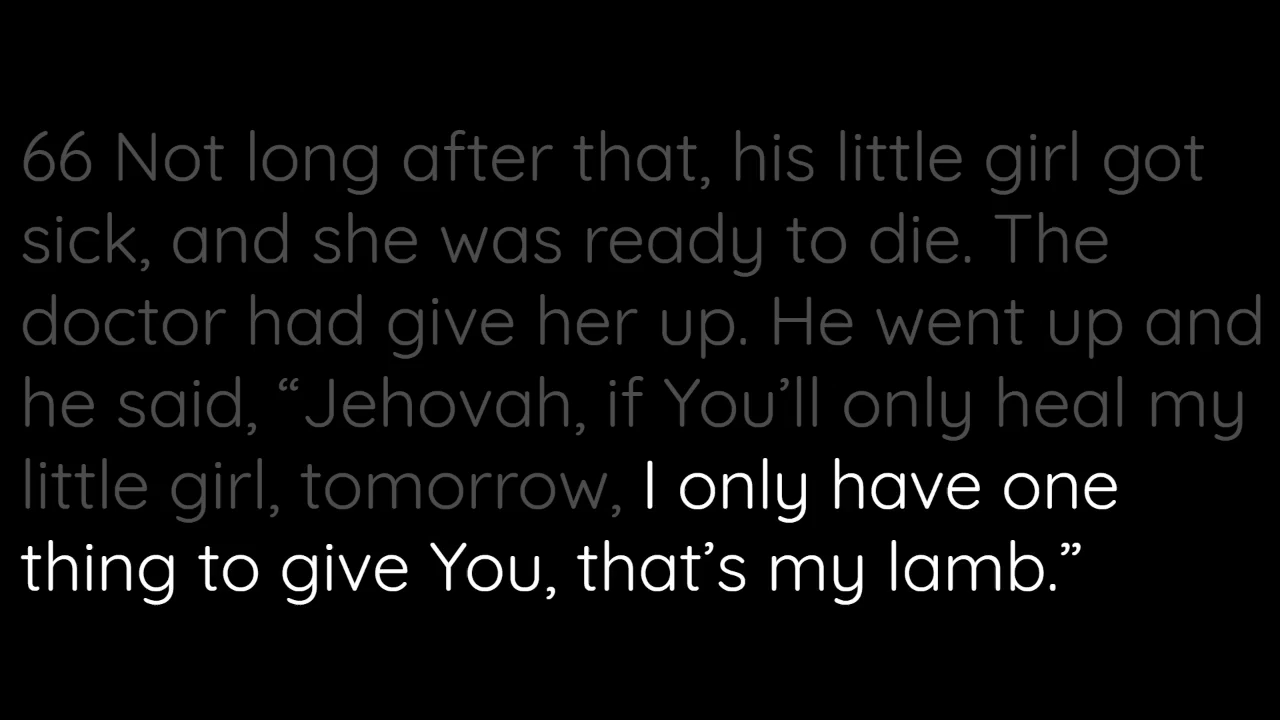 66 Not long after that, his little girl got
sick, and she was ready to die. The
doctor had give her up. He went up and
he said, “Jehovah, if You’ll only heal my
little girl, tomorrow, I only have one
thing to give You, that’s my lamb.”